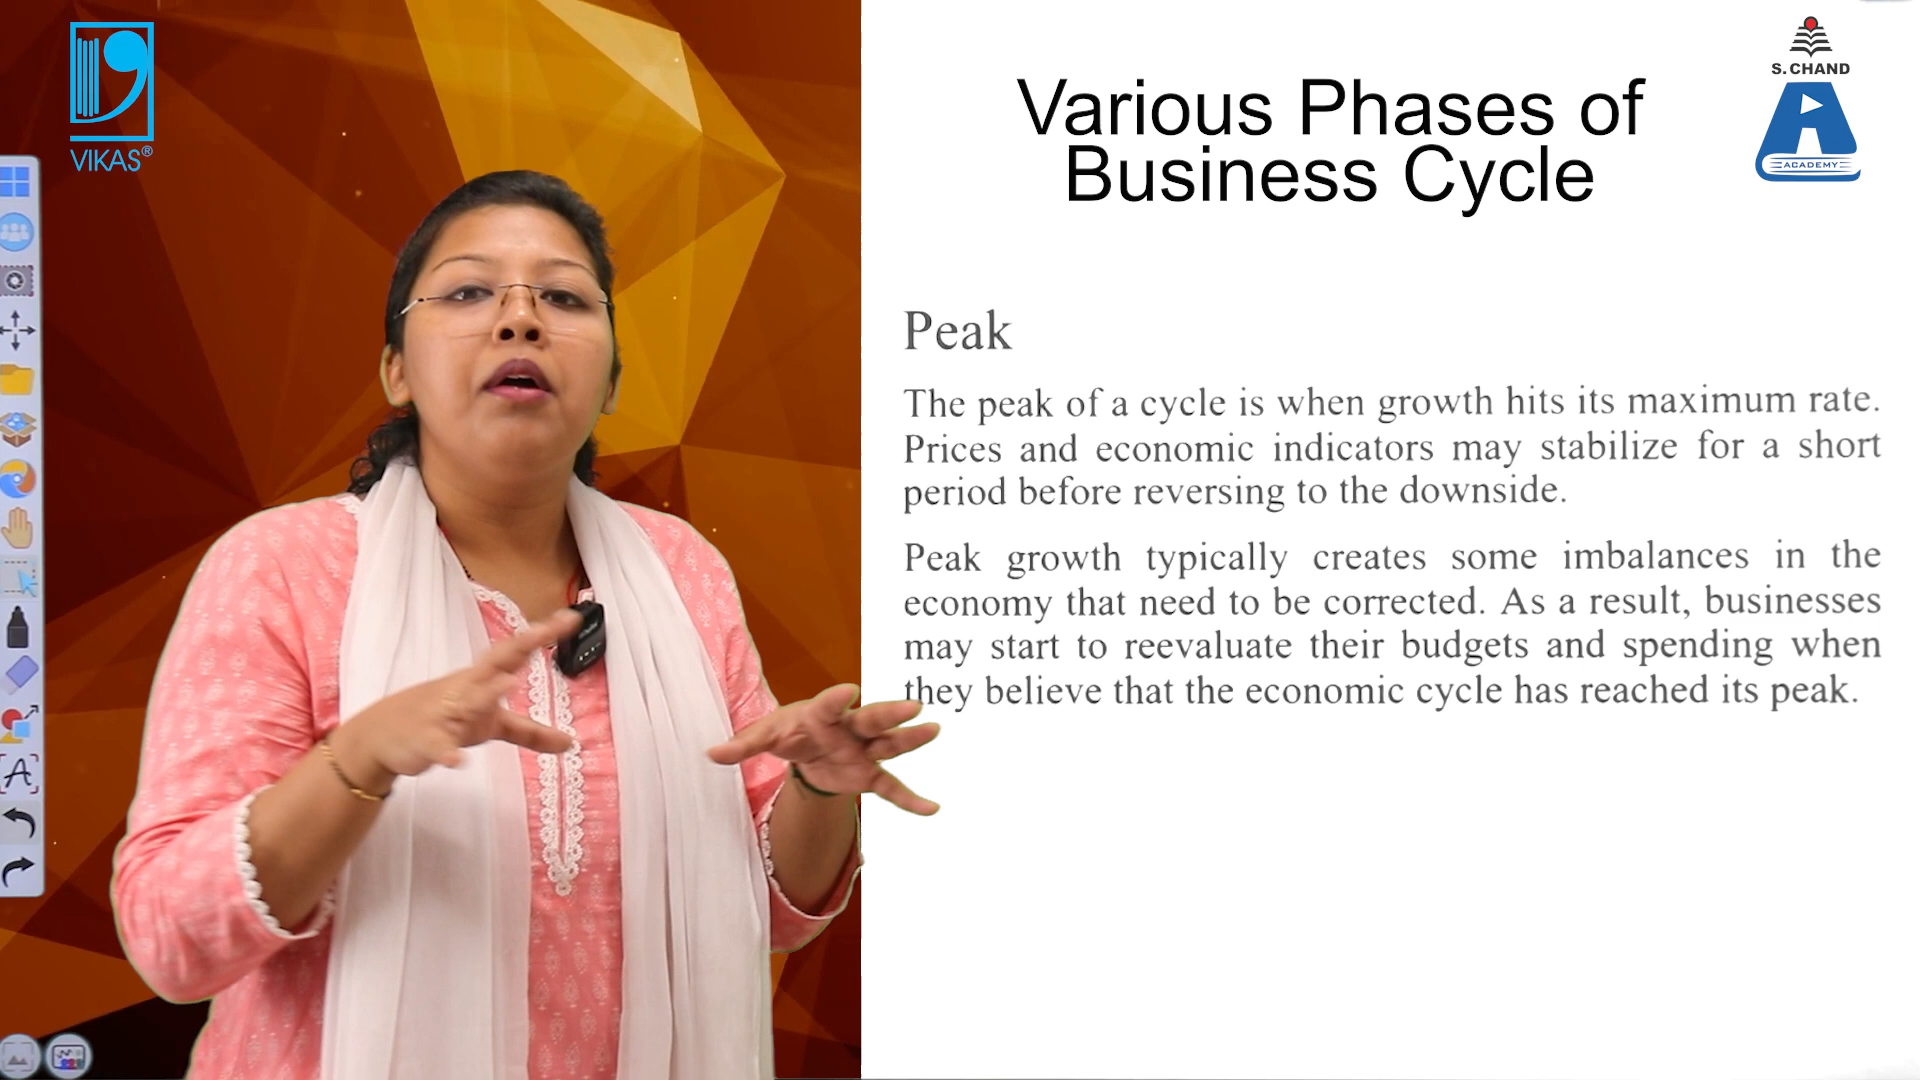 VIKAS®
S. CHAND
ACADEMY
Various Phases of
Business Cycle
Peak
The peak of a cycle is when growth hits its maximum rate.
Prices and economic indicators may stabilize for a short
period before reversing to the downside.
Peak growth typically creates some imbalances in the
economy that need to be corrected. As a result, businesses
may start to reevaluate their budgets and spending when
they believe that the economic cycle has reached its peak.